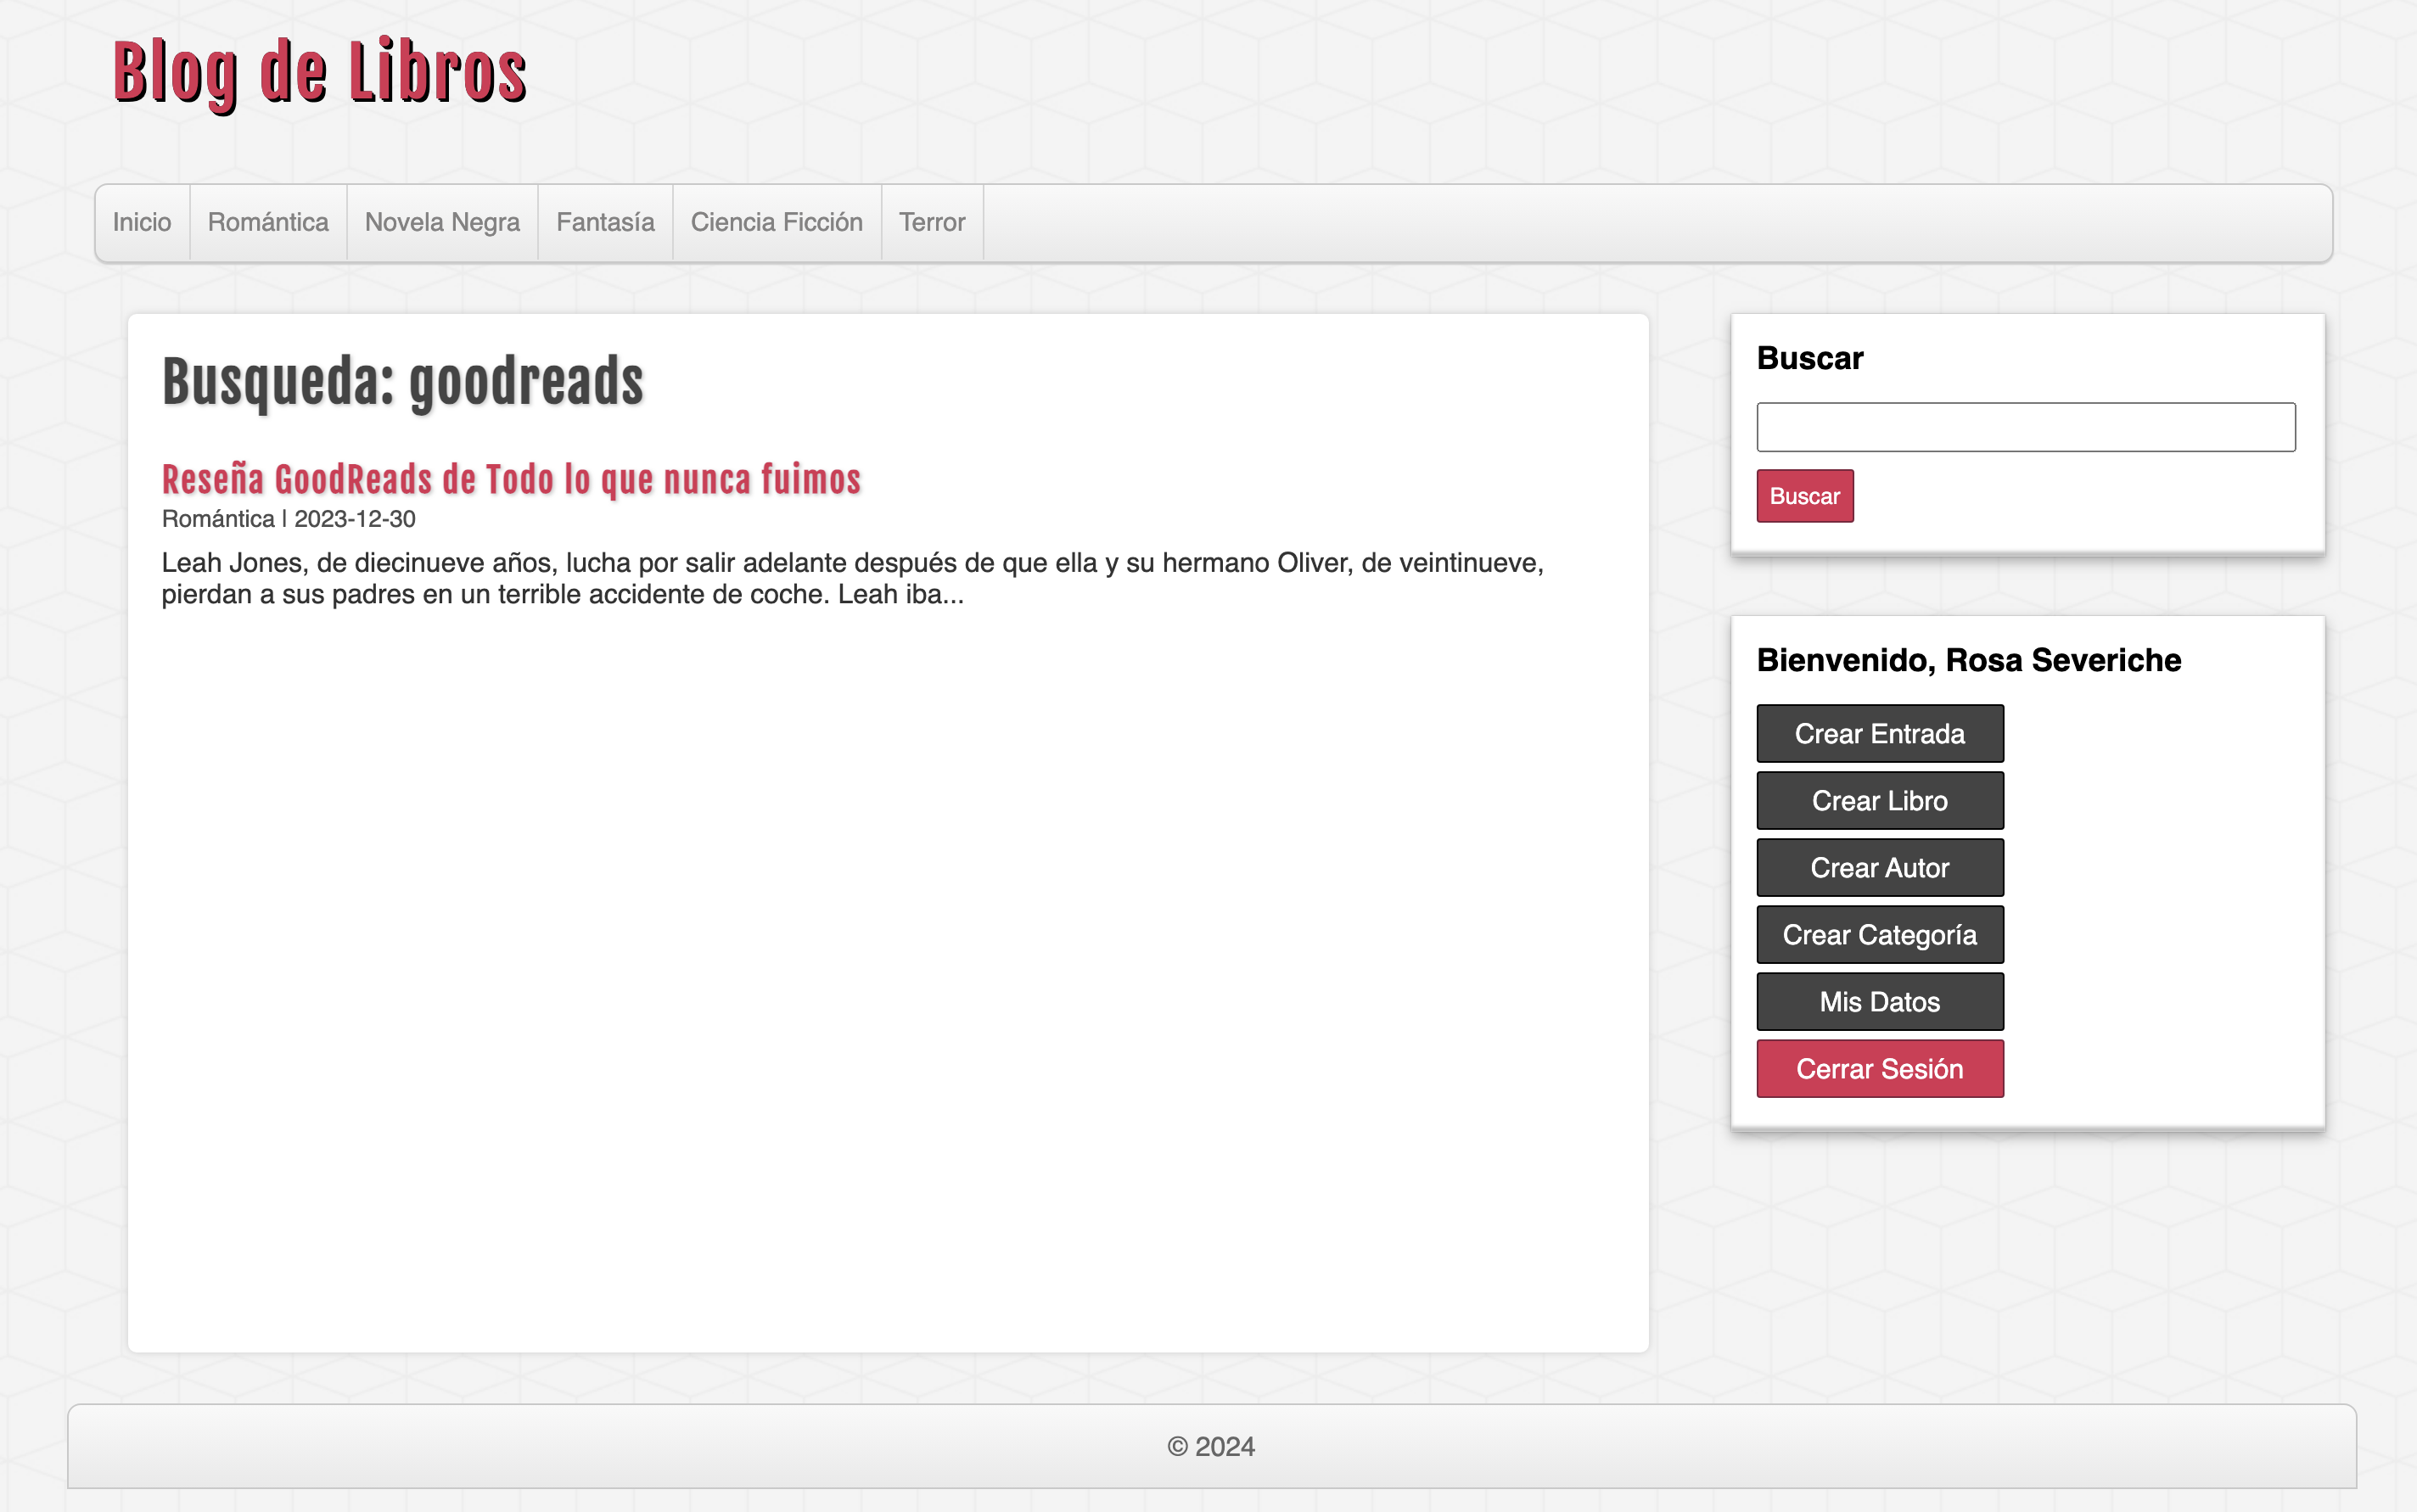 Blog de Libros
Inicio
Romántica
Novela Negra
Fantasía
Ciencia Ficción
Terror
Busqueda: goodreads
Reseña GoodReads de Todo lo que nunca fuimos
Romántica | 2023-12-30
Leah Jones, de diecinueve años, lucha por salir adelante después de que ella y su hermano Oliver, de veintinueve,
pierdan a sus padres en un terrible accidente de coche. Leah iba...
Buscar
Buscar
Bienvenido, Rosa Severiche
Crear Entrada
Crear Libro
Crear Autor
Crear Categoría
Mis Datos
Cerrar Sesión
© 2024